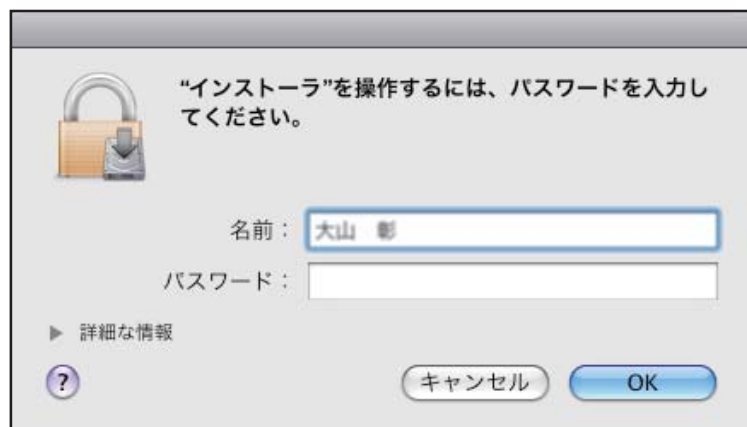 “インストーラ”を操作するには、パスワードを入力し
てください。
名前：大山　彰
パスワード：
▶ 詳細な情報
?
キャンセル
OK